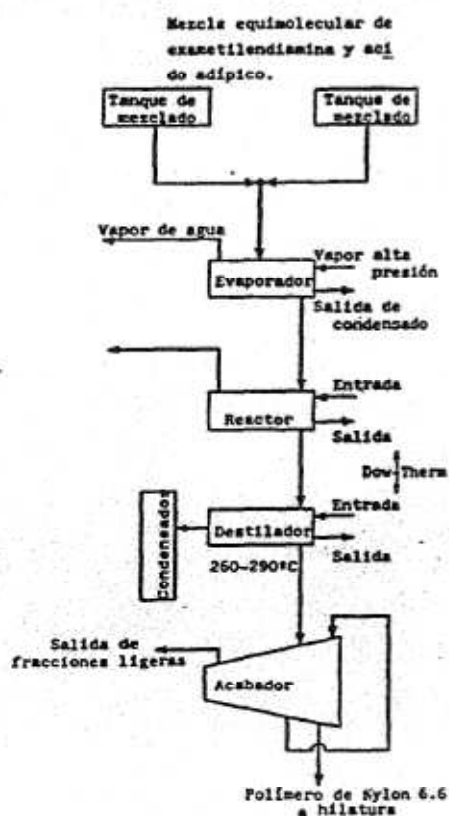 Mezcla equimolecular de
exametilendiamina y aci
do adípico.
Tanque de
mezclado
Tanque de
mezclado
Vapor de agua
Vapor alta
presión
Evaporador
Salida de
condensado
Entrada
Reactor
Salida
Dow-Therm
Entrada
Condensador
Destilador
Salida
260-290ºC
Salida de
fracciones ligeras
Acabador
Polímero de Nylon 6.6
a hilatura